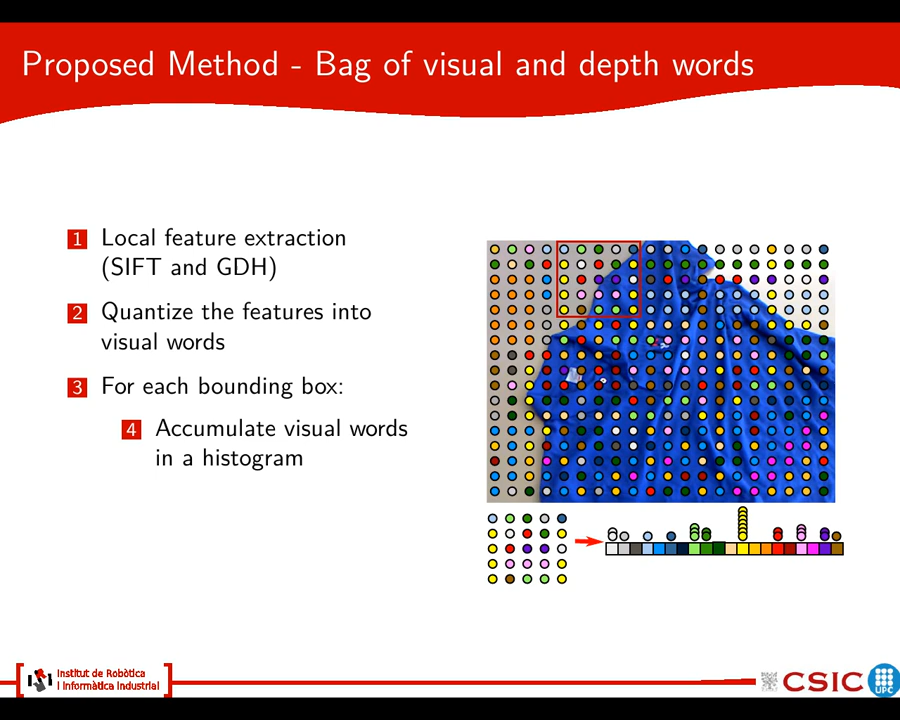 Proposed Method - Bag of visual and depth words
1 Local feature extraction
(SIFT and GDH)
2 Quantize the features into
visual words
3 For each bounding box:
4 Accumulate visual words
in a histogram
Institut de Robòtica
i Informàtica Industrial
CSIC
UPC